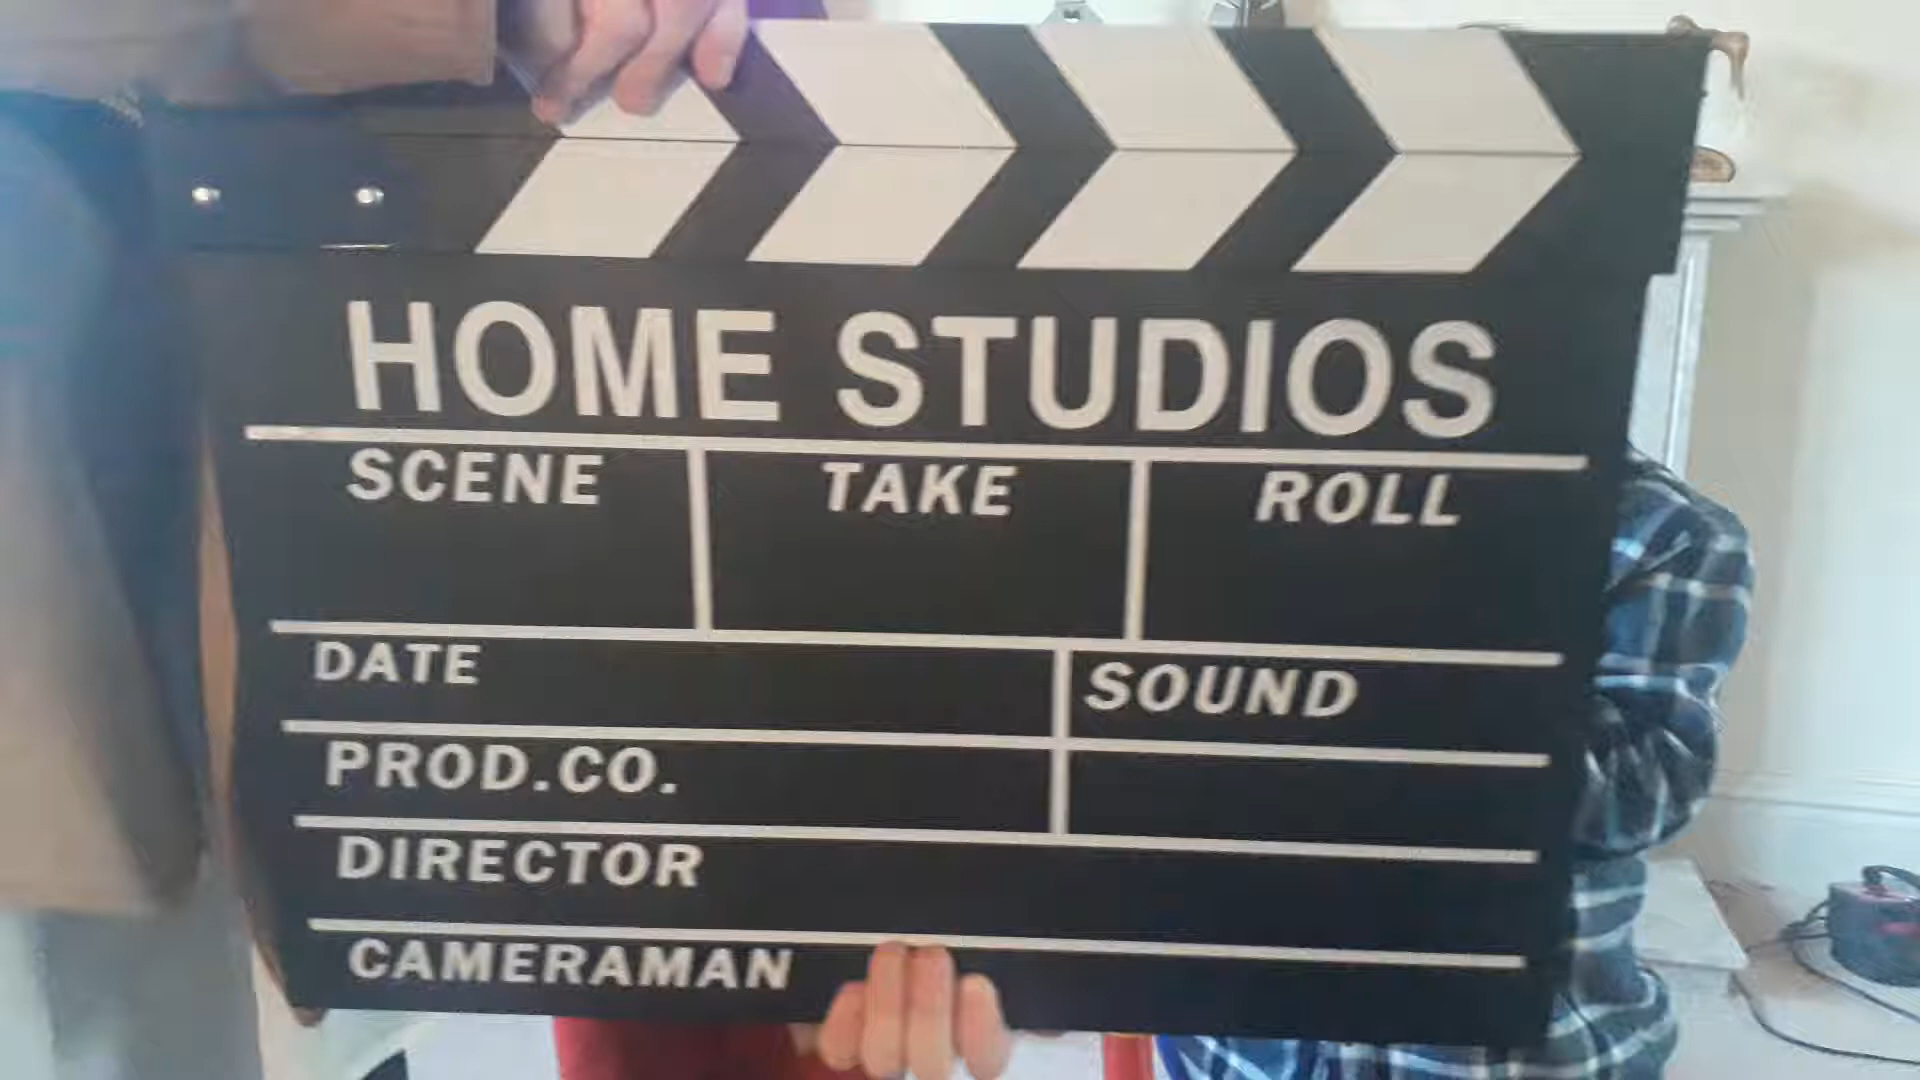 HOME STUDIOS
SCENE TAKE ROLL
DATE SOUND
PROD.CO.
DIRECTOR
CAMERAMAN